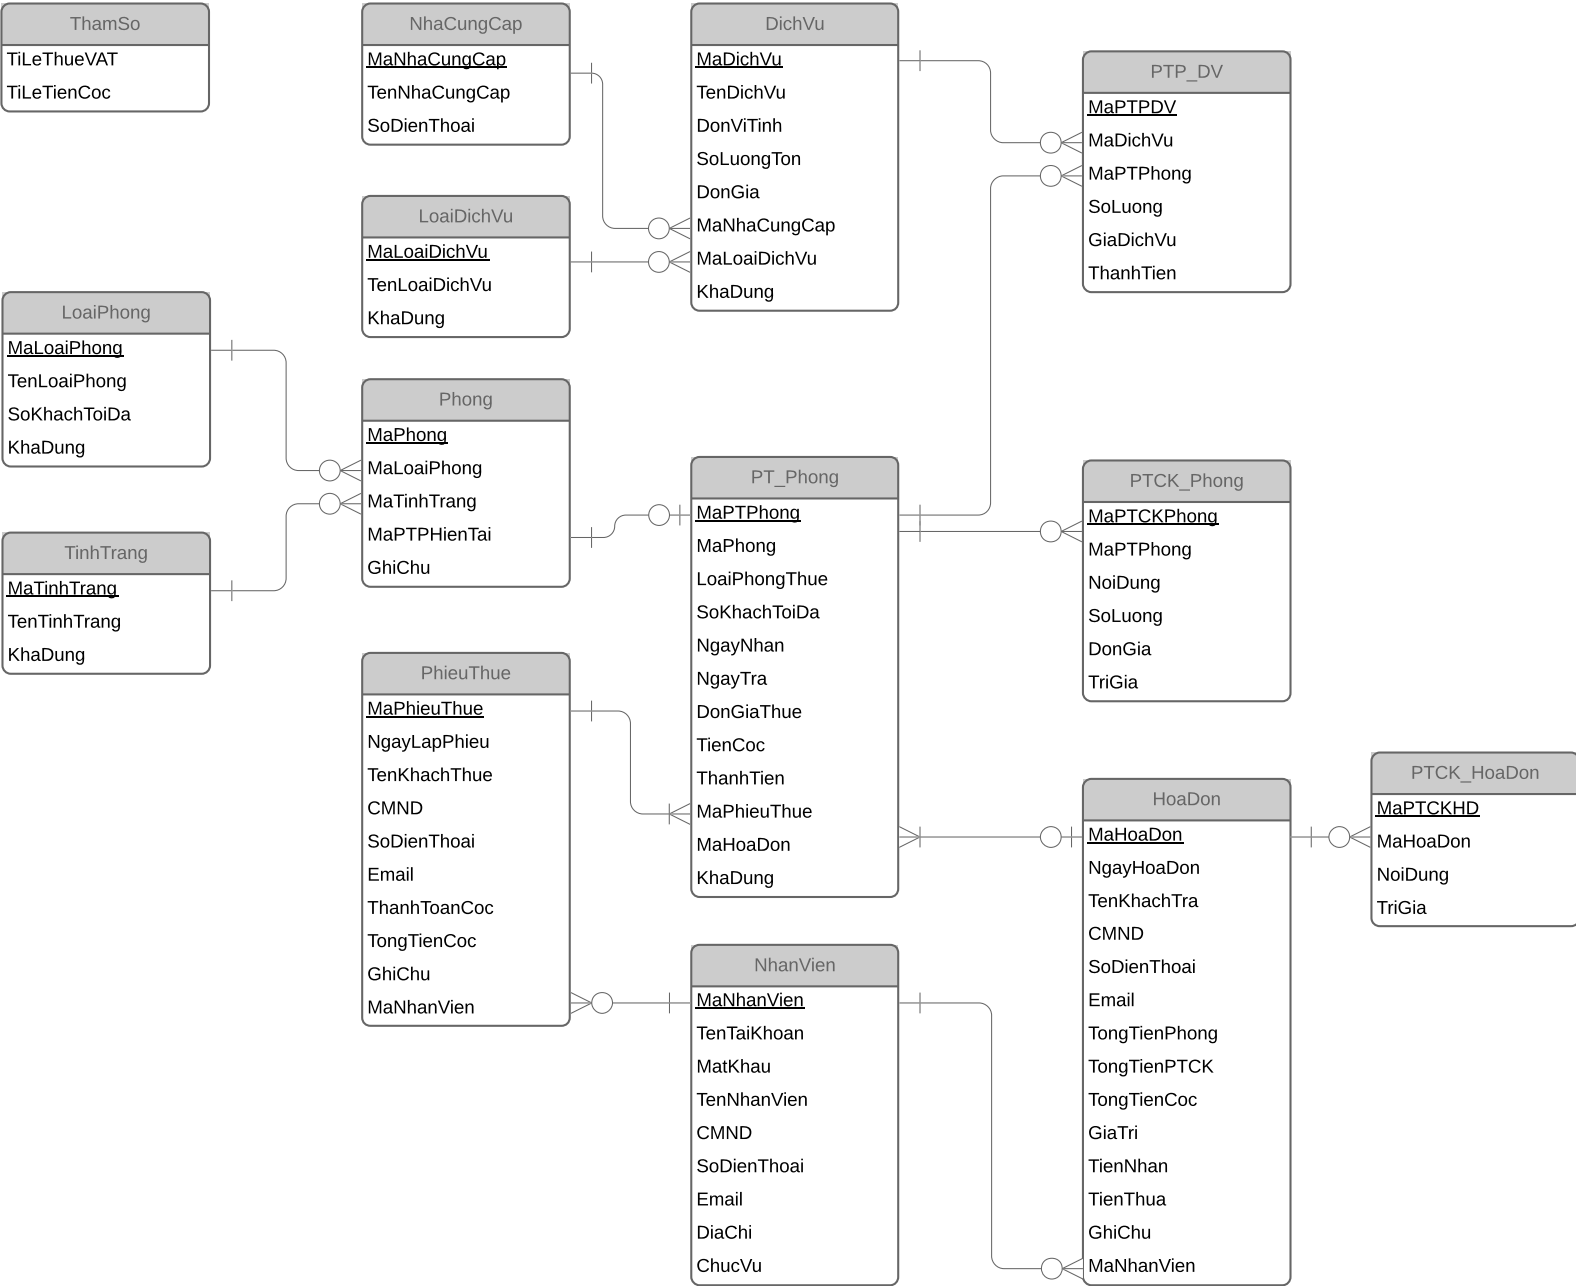 ThamSo
TiLeThueVAT
TiLeTienCoc
NhaCungCap
MaNhaCungCap
TenNhaCungCap
SoDienThoai
DichVu
MaDichVu
TenDichVu
DonViTinh
SoLuongTon
DonGia
MaNhaCungCap
MaLoaiDichVu
KhaDung
PTP_DV
MaPTPDV
MaDichVu
MaPTPhong
SoLuong
GiaDichVu
ThanhTien
LoaiDichVu
MaLoaiDichVu
TenLoaiDichVu
KhaDung
LoaiPhong
MaLoaiPhong
TenLoaiPhong
SoKhachToiDa
KhaDung
Phong
MaPhong
MaLoaiPhong
MaTinhTrang
MaPTPHienTai
GhiChu
PT_Phong
MaPTPhong
MaPhong
LoaiPhongThue
SoKhachToiDa
NgayNhan
NgayTra
DonGiaThue
TienCoc
ThanhTien
MaPhieuThue
MaHoaDon
KhaDung
PTCK_Phong
MaPTCKPhong
MaPTPhong
NoiDung
SoLuong
DonGia
TriGia
TinhTrang
MaTinhTrang
TenTinhTrang
KhaDung
PhieuThue
MaPhieuThue
NgayLapPhieu
TenKhachThue
CMND
SoDienThoai
Email
ThanhToanCoc
TongTienCoc
GhiChu
MaNhanVien
HoaDon
MaHoaDon
NgayHoaDon
TenKhachTra
CMND
SoDienThoai
Email
TongTienPhong
TongTienPTCK
TongTienCoc
GiaTri
TienNhan
TienThua
GhiChu
MaNhanVien
PTCK_HoaDon
MaPTCKHD
MaHoaDon
NoiDung
TriGia
NhanVien
MaNhanVien
TenTaiKhoan
MatKhau
TenNhanVien
CMND
SoDienThoai
Email
DiaChi
ChucVu